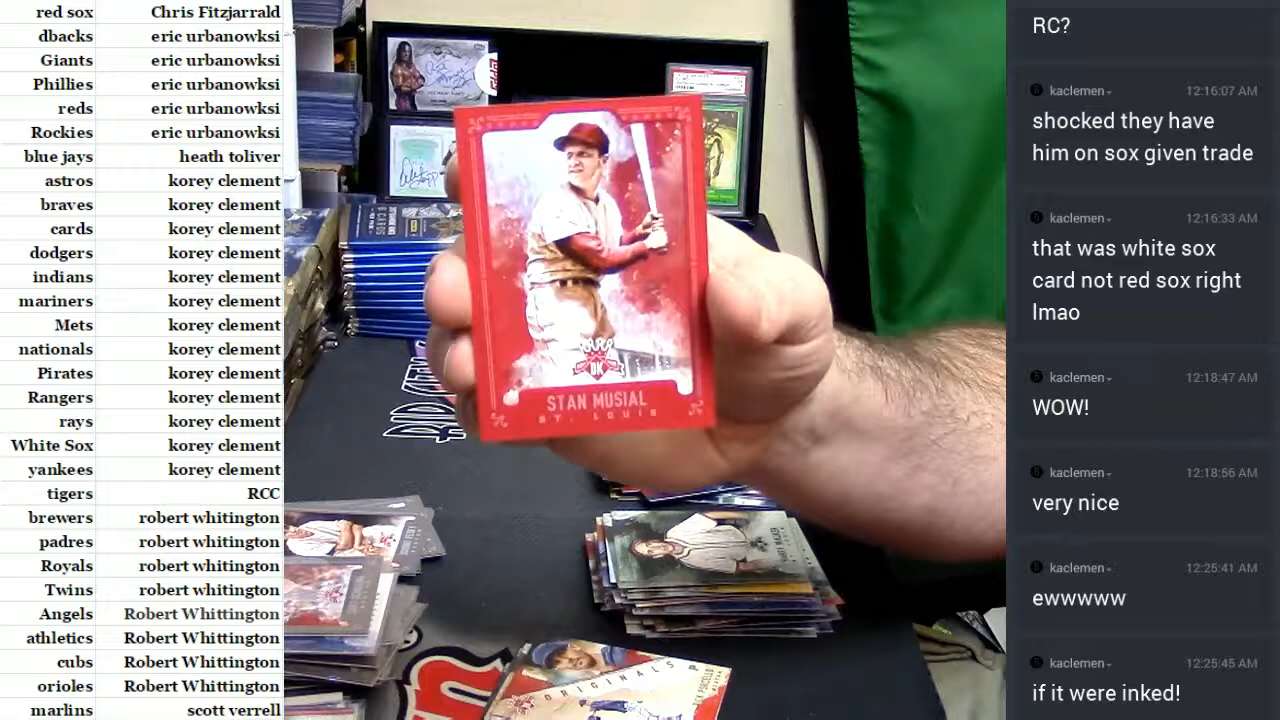 red sox Chris Fitzjarrald
dbacks eric urbanowksi
Giants eric urbanowksi
Phillies eric urbanowksi
reds eric urbanowksi
Rockies eric urbanowksi
blue jays heath toliver
astros korey clement
braves korey clement
cards korey clement
dodgers korey clement
indians korey clement
mariners korey clement
Mets korey clement
nationals korey clement
Pirates korey clement
Rangers korey clement
rays korey clement
White Sox korey clement
yankees korey clement
tigers RCC
brewers robert whitington
padres robert whitington
Royals robert whitington
Twins robert whitington
Angels Robert Whittington
athletics Robert Whittington
cubs Robert Whittington
orioles Robert Whittington
marlins scott verrell
DK
STAN MUSIAL
ST. LOUIS
ORIGINALS
RC?
kaclemen 12:16:07 AM
shocked they have
him on sox given trade
kaclemen 12:16:33 AM
that was white sox
card not red sox right
lmao
kaclemen 12:18:47 AM
WOW!
kaclemen 12:18:56 AM
very nice
kaclemen 12:25:41 AM
ewwwww
kaclemen 12:25:45 AM
if it were inked!